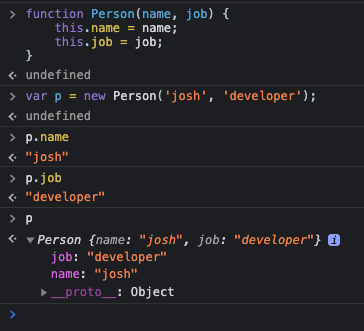 > function Person(name, job) {
this.name = name;
this.job = job;
}
undefined
> var p = new Person('josh', 'developer');
undefined
> p.name
"josh"
> p.job
"developer"
> p
▼Person {name: "josh", job: "developer"} i
job: "developer"
name: "josh"
▶__proto__: Object
>